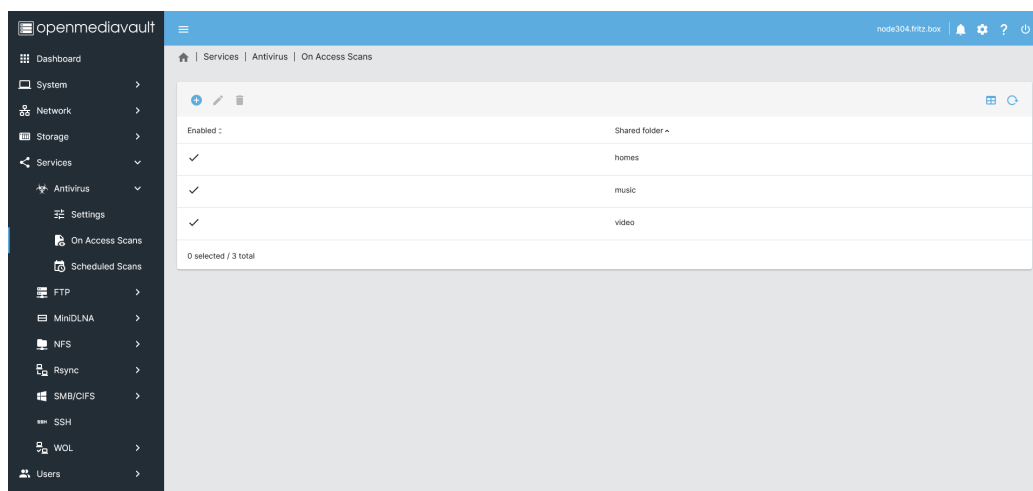 openmediavault
node304.fritz.box
Dashboard
Services | Antivirus | On Access Scans
System
Network
Storage
Services
Antivirus
Settings
On Access Scans
Scheduled Scans
FTP
MiniDLNA
NFS
Rsync
SMB/CIFS
SSH
SSH
WOL
Users
Enabled Shared folder
homes
music
video
0 selected / 3 total